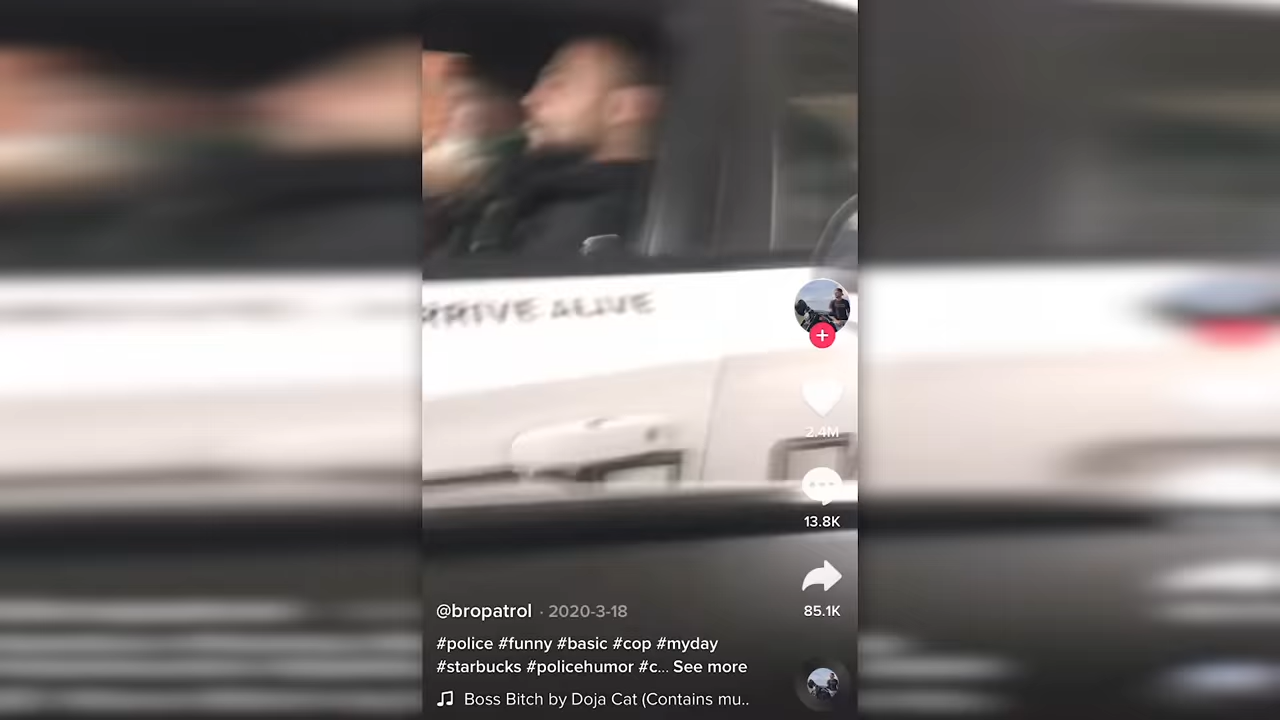 ARRIVE ALIVE
2.4M
13.8K
85.1K
@bropatrol · 2020-3-18
#police #funny #basic #cop #myday
#starbucks #policehumor #c... See more
Boss Bitch by Doja Cat (Contains mu..